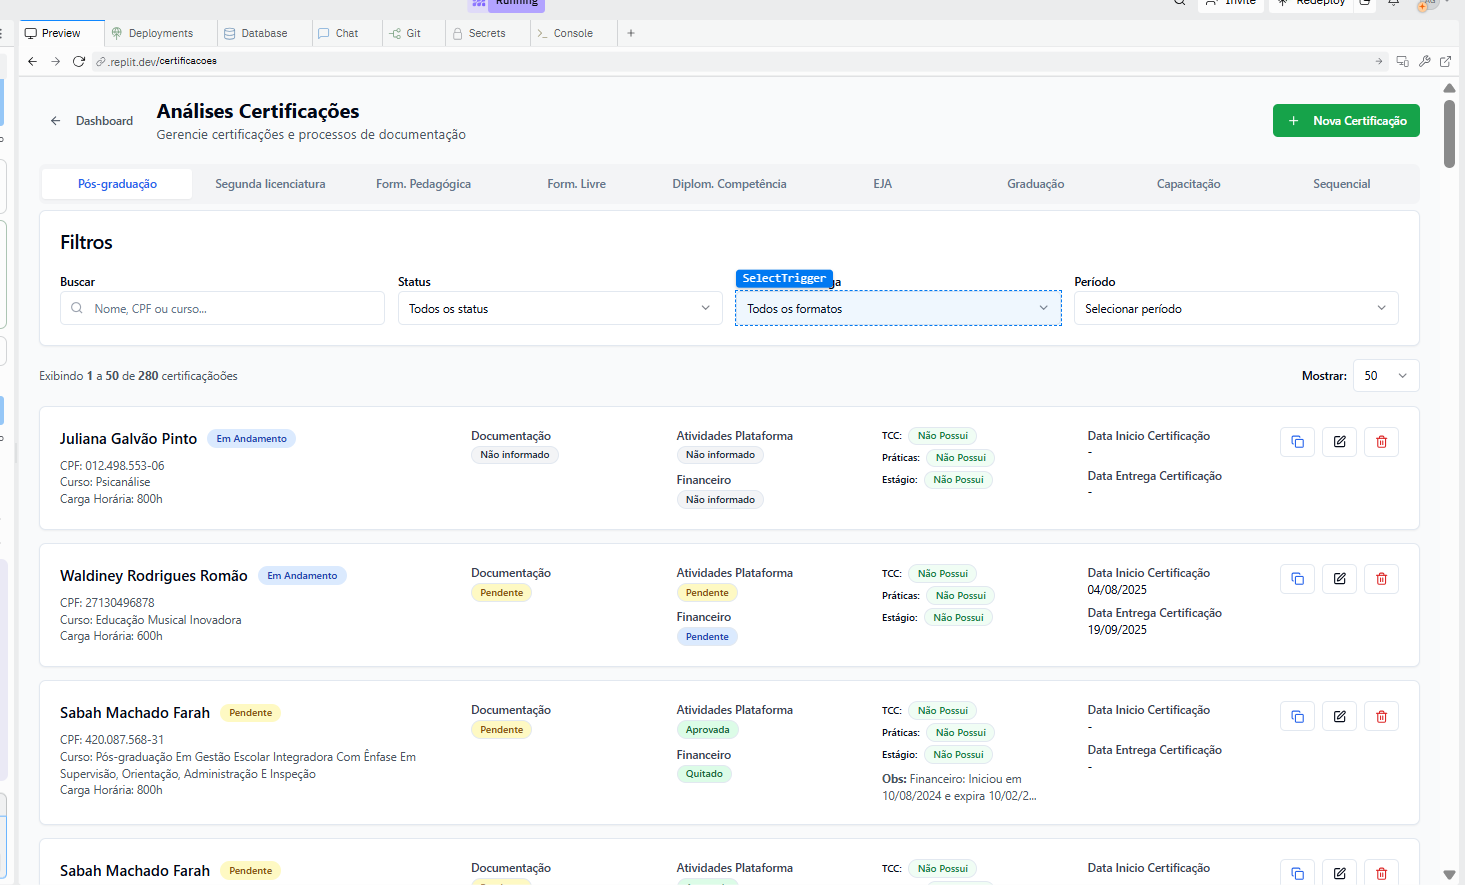 Running
Invite
Redeploy
Preview
Deployments
Database
Chat
Git
Secrets
Console
.replit.dev/certificacoes
Dashboard
Análises Certificações
Gerencie certificações e processos de documentação
Nova Certificação
Pós-graduação
Segunda licenciatura
Form. Pedagógica
Form. Livre
Diplom. Competência
EJA
Graduação
Capacitação
Sequencial
Filtros
Buscar
Status
SelectTrigger
Período
Nome, CPF ou curso...
Todos os status
Todos os formatos
Selecionar período
Exibindo 1 a 50 de 280 certificaçãoões
Mostrar: 50
Juliana Galvão Pinto Em Andamento
CPF: 012.498.553-06
Curso: Psicanálise
Carga Horária: 800h
Documentação
Não informado
Atividades Plataforma
Não informado
Financeiro
Não informado
TCC: Não Possui
Práticas: Não Possui
Estágio: Não Possui
Data Inicio Certificação
-
Data Entrega Certificação
-
Waldiney Rodrigues Romão Em Andamento
CPF: 27130496878
Curso: Educação Musical Inovadora
Carga Horária: 600h
Documentação
Pendente
Atividades Plataforma
Pendente
Financeiro
Pendente
TCC: Não Possui
Práticas: Não Possui
Estágio: Não Possui
Data Inicio Certificação
04/08/2025
Data Entrega Certificação
19/09/2025
Sabah Machado Farah Pendente
CPF: 420.087.568-31
Curso: Pós-graduação Em Gestão Escolar Integradora Com Ênfase Em
Supervisão, Orientação, Administração E Inspeção
Carga Horária: 800h
Documentação
Pendente
Atividades Plataforma
Aprovada
Financeiro
Quitado
TCC: Não Possui
Práticas: Não Possui
Estágio: Não Possui
Obs: Financeiro: Iniciou em
10/08/2024 e expira 10/02/2...
Data Inicio Certificação
-
Data Entrega Certificação
-
Sabah Machado Farah Pendente
Documentação
Atividades Plataforma
TCC: Não Possui
Data Inicio Certificação